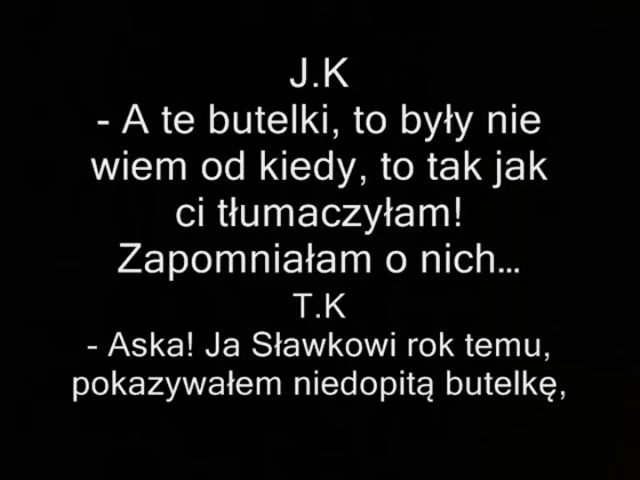 J.K
- A te butelki, to były nie
wiem od kiedy, to tak jak
ci tłumaczyłam!
Zapomniałam o nich...
T.K
- Aska! Ja Sławkowi rok temu,
pokazywałem niedopitą butelkę,